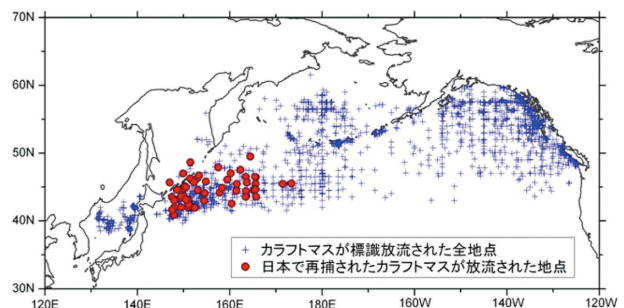 70N
60N
50N
40N
30N
カラフトマスが標識放流された全地点
日本で再捕されたカラフトマスが放流された地点
120E 140E 160E 180 160W 140W 120W